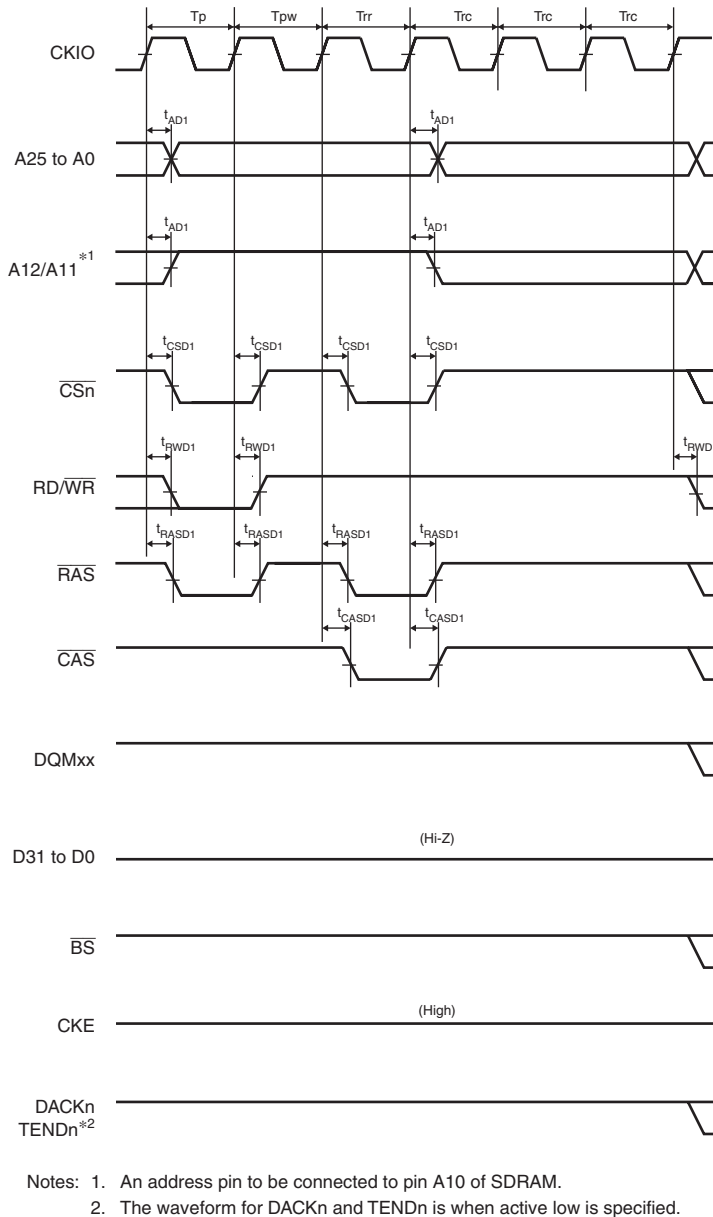 Tp Tpw Trr Trc Trc Trc
CKIO
tAD1 tAD1
A25 to A0
tAD1 tAD1
A12/A11*1
tCSD1 tCSD1 tCSD1 tCSD1
CSn
tRWD1 tRWD1 tRWD
RD/WR
tRASD1 tRASD1 tRASD1 tRASD1
RAS
tCASD1 tCASD1
CAS
DQMxx
(Hi-Z)
D31 to D0
BS
(High)
CKE
DACKn
TENDn*2
Notes: 1. An address pin to be connected to pin A10 of SDRAM.
2. The waveform for DACKn and TENDn is when active low is specified.